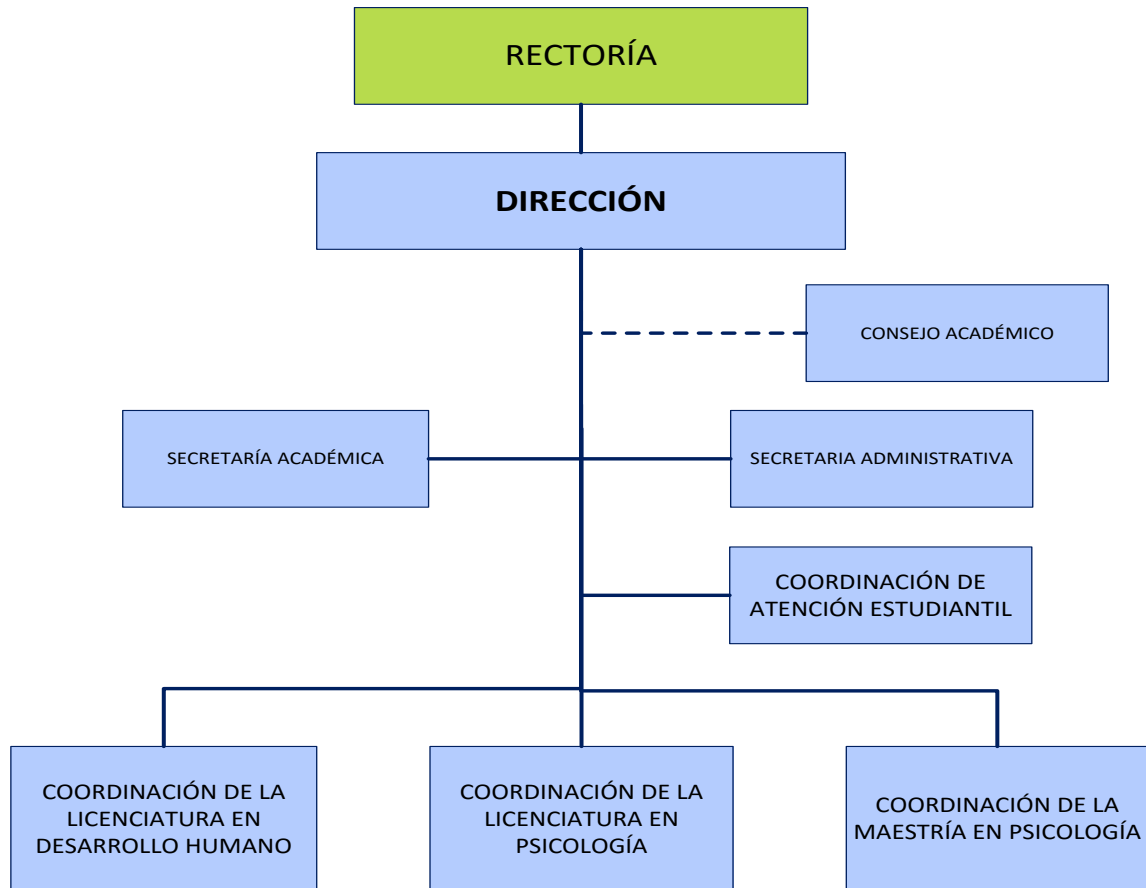 RECTORÍA
DIRECCIÓN
CONSEJO ACADÉMICO
SECRETARÍA ACADÉMICA
SECRETARIA ADMINISTRATIVA
COORDINACIÓN DE
ATENCIÓN ESTUDIANTIL
COORDINACIÓN DE LA
LICENCIATURA EN
DESARROLLO HUMANO
COORDINACIÓN DE LA
LICENCIATURA EN
PSICOLOGÍA
COORDINACIÓN DE LA
MAESTRÍA EN PSICOLOGÍA